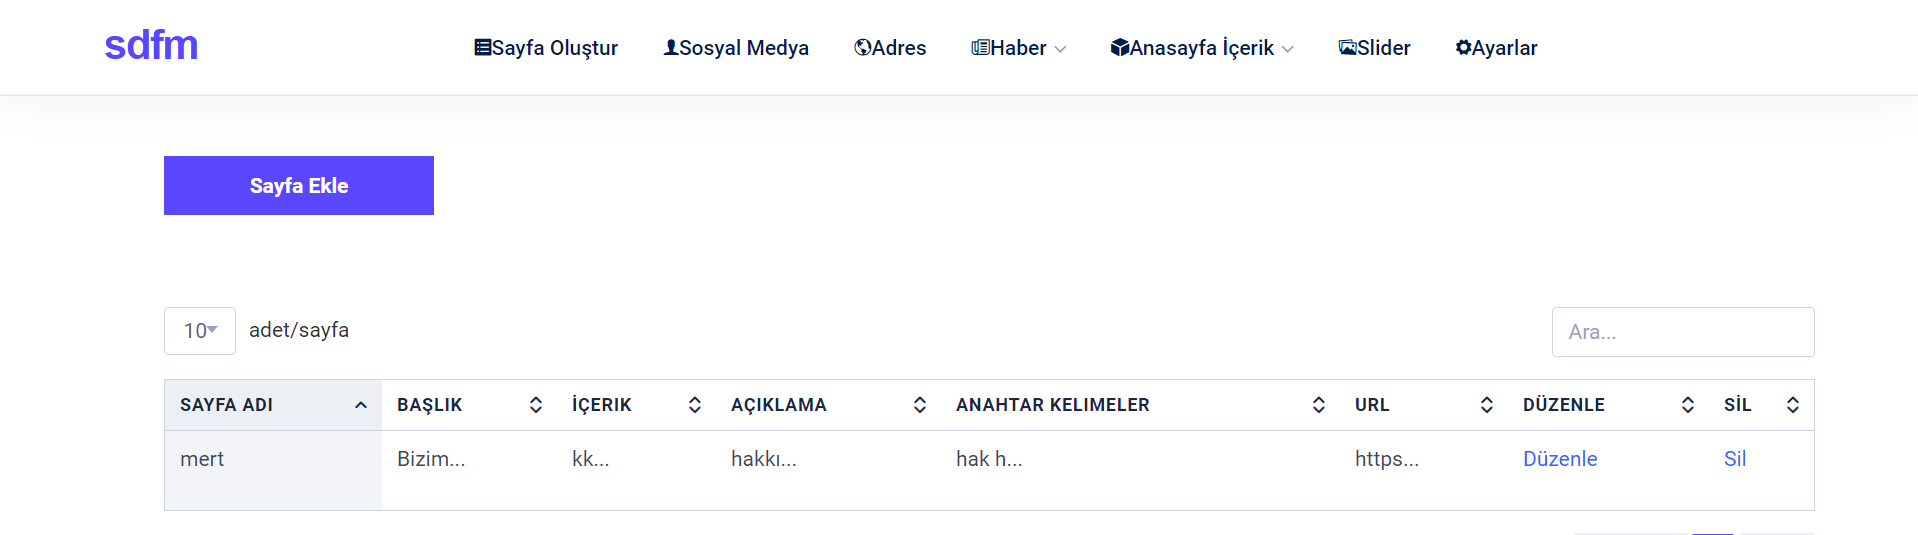 sdfm
Sayfa Oluştur Sosyal Medya Adres Haber Anasayfa İçerik Slider Ayarlar
Sayfa Ekle
10 adet/sayfa
Ara...
SAYFA ADI BAŞLIK İÇERIK AÇIKLAMA ANAHTAR KELIMELER URL DÜZENLE SİL
mert Bizim... kk... hakkı... hak h... https... Düzenle Sil